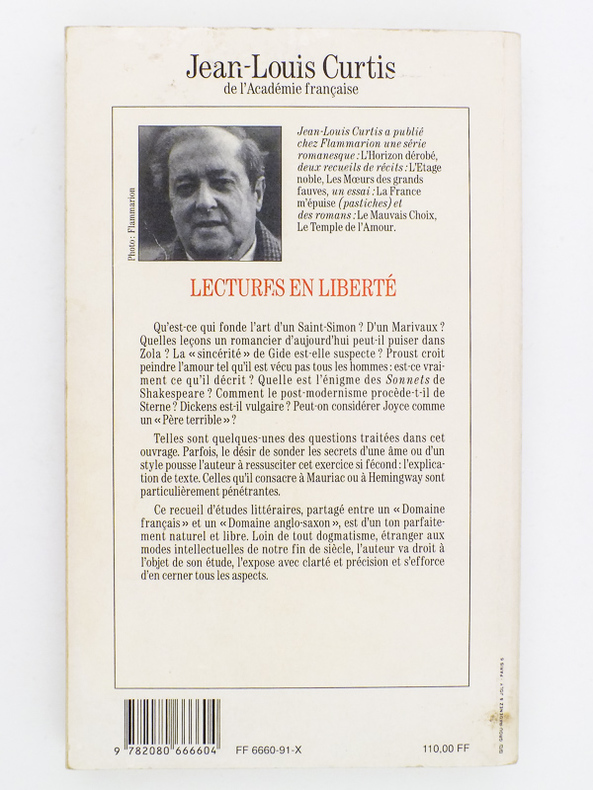 Jean-Louis Curtis
de l'Académie française
Photo : Flammarion
Jean-Louis Curtis a publié
chez Flammarion une série
romanesque : L'Horizon dérobé,
deux recueils de récits : L'Etage
noble, Les Mœurs des grands
fauves, un essai : La France
m'épuise (pastiches) et
des romans : Le Mauvais Choix,
Le Temple de l'Amour.
LECTURES EN LIBERTÉ
Qu'est-ce qui fonde l'art d'un Saint-Simon ? D'un Marivaux ?
Quelles leçons un romancier d'aujourd'hui peut-il puiser dans
Zola ? La « sincérité » de Gide est-elle suspecte ? Proust croit
peindre l'amour tel qu'il est vécu pas tous les hommes : est-ce vrai-
ment ce qu'il décrit ? Quelle est l'énigme des Sonnets de
Shakespeare ? Comment le post-modernisme procède-t-il de
Sterne ? Dickens est-il vulgaire ? Peut-on considérer Joyce comme
un « Père terrible » ?
Telles sont quelques-unes des questions traitées dans cet
ouvrage. Parfois, le désir de sonder les secrets d'une âme ou d'un
style pousse l'auteur à ressusciter cet exercice si fécond : l'explica-
tion de texte. Celles qu'il consacre à Mauriac ou à Hemingway sont
particulièrement pénétrantes.
Ce recueil d'études littéraires, partagé entre un « Domaine
français » et un « Domaine anglo-saxon », est d'un ton parfaite-
ment naturel et libre. Loin de tout dogmatisme, étranger aux
modes intellectuelles de notre fin de siècle, l'auteur va droit à
l'objet de son étude, l'expose avec clarté et précision et s'efforce
d'en cerner tous les aspects.
9 782080 666604
FF 6660-91-X
110,00 FF
& JOLY - PARIS